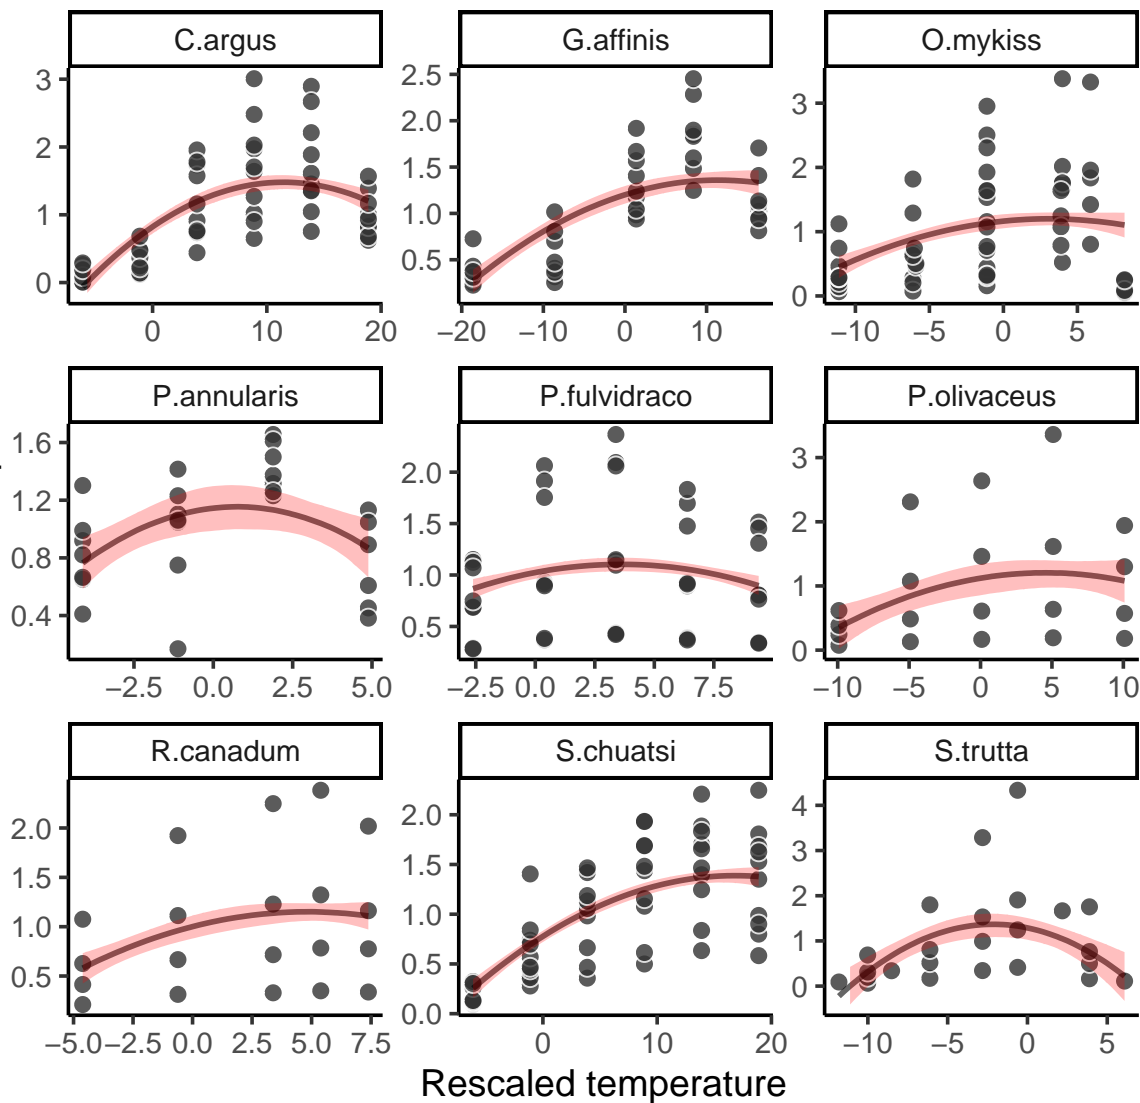 C.argus G.affinis O.mykiss
3 2.5 3
2 2.0 2
1 1.5 1
0 1.0 0
0.5
0 10 20 −20 −10 0 10 −10 −5 0 5
P.annularis P.fulvidraco P.olivaceus
1.6 2.0 3
1.2 1.5 2
0.8 1.0 1
0.4 0.5 0
−2.5 0.0 2.5 5.0 −2.5 0.0 2.5 5.0 7.5 −10 −5 0 5 10
R.canadum S.chuatsi S.trutta
2.0 2.0 4
1.5 1.5 3
1.0 1.0 2
0.5 0.5 1
0.0 0
−5.0 −2.5 0.0 2.5 5.0 7.5 0 10 20 −10 −5 0 5
Rescaled temperature